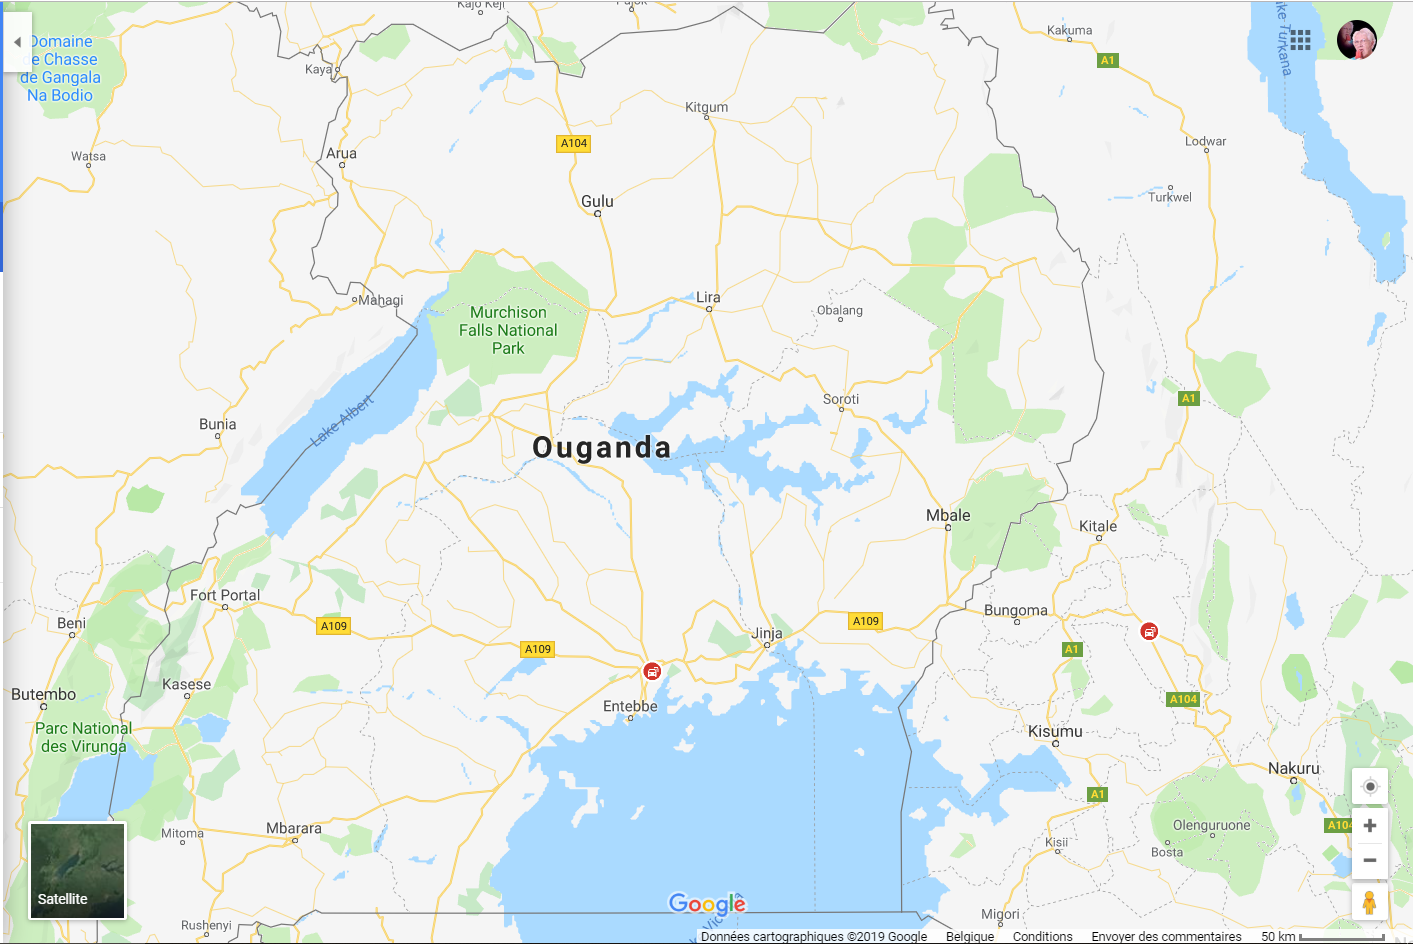 Kajo Keji
Kakuma
Domaine
de Chasse
de Gangala
Na Bodio
Kaya
A1
Kitgum
Lodwar
A104
Watsa
Arua
Turkwel
Gulu
Mahagi
Lira
Obalang
Murchison
Falls National
Park
A1
Soroti
Lake Albert
Bunia
Ouganda
Mbale
Kitale
Fort Portal
Bungoma
Beni
A109
A109
A109
Jinja
A1
Kasese
Butembo
A104
Entebbe
Parc National
des Virunga
Kisumu
Nakuru
A1
Mitoma
Mbarara
Olenguruone
A104
Kisii
Bosta
Satellite
Google
Rushenyi
Migori
Données cartographiques ©2019 Google Belgique Conditions Envoyer des commentaires 50 km